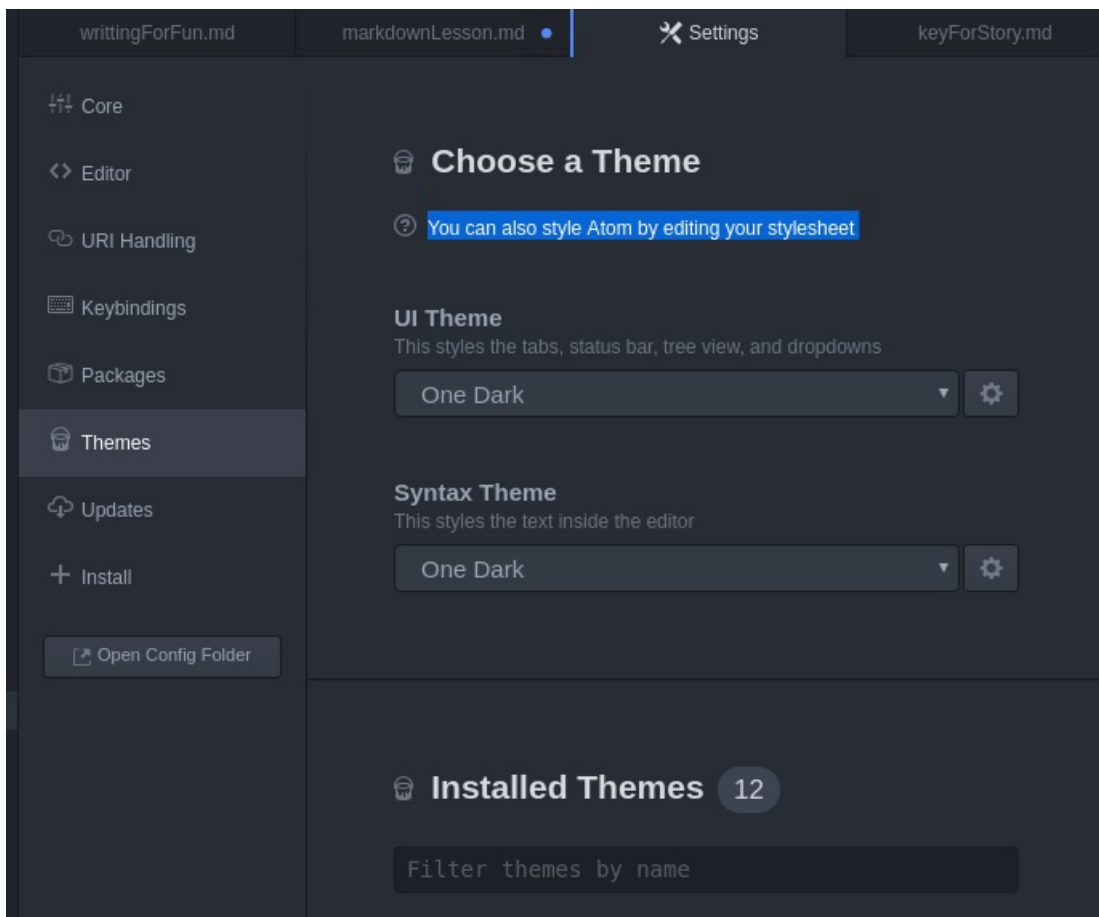 writtingForFun.md
markdownLesson.md
Settings
keyForStory.md
Core
Editor
URI Handling
Keybindings
Packages
Themes
Updates
Install
Open Config Folder
Choose a Theme
You can also style Atom by editing your stylesheet
UI Theme
This styles the tabs, status bar, tree view, and dropdowns
One Dark
Syntax Theme
This styles the text inside the editor
One Dark
Installed Themes 12
Filter themes by name